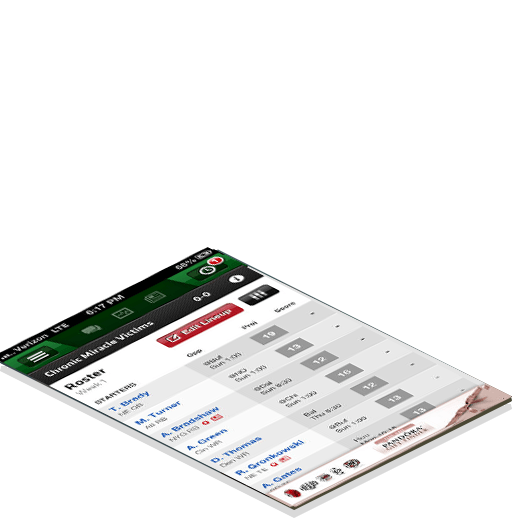 Verizon LTE 6:17 PM 68%
1
Chronic Miracle Victims 0-0
Roster
Week 1
Edit Lineup
STARTERS Opp Proj Score
T. Brady @Buf 19 -
NE QB Sun 1:00
M. Turner @NO 13 -
Atl RB Sun 1:00
A. Bradshaw @Dal 12 -
NYG RB Q Sun 8:30
A. Green @Chi 16 -
Cin WR Sun 1:00
D. Thomas Bal 12 -
Den WR Thu 8:30
R. Gronkowski @Buf 13 -
NE TE Q Sun 1:00
A. Gates 13 -
PANDORA